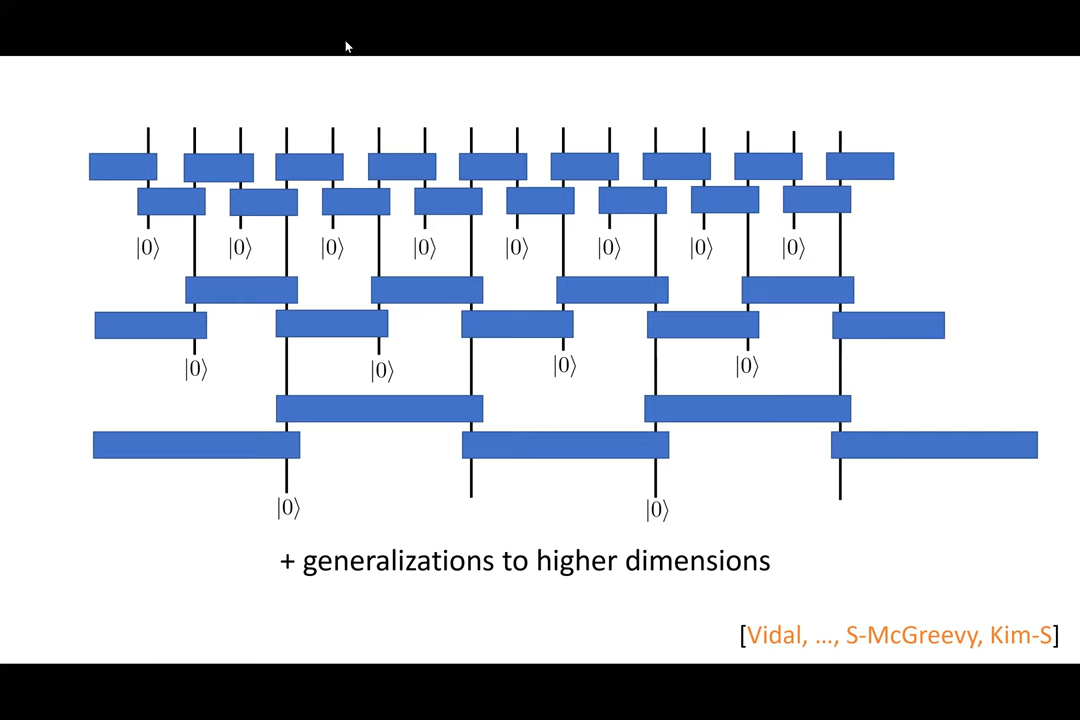 |0⟩ |0⟩ |0⟩ |0⟩ |0⟩ |0⟩ |0⟩ |0⟩
|0⟩ |0⟩ |0⟩ |0⟩
|0⟩ |0⟩
+ generalizations to higher dimensions
[Vidal, ..., S-McGreevy, Kim-S]